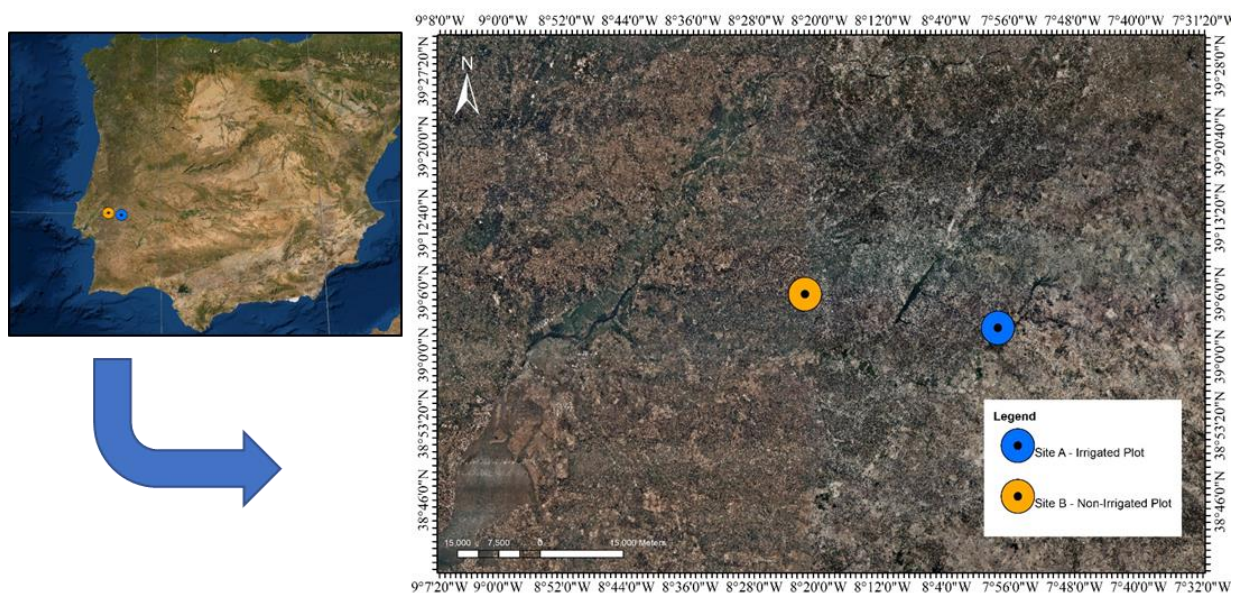 9°8'0"W 9°0'0"W 8°52'0"W 8°44'0"W 8°36'0"W 8°28'0"W 8°20'0"W 8°12'0"W 8°4'0"W 7°56'0"W 7°48'0"W 7°40'0"W 7°31'20"W
39°27'20"N
39°20'0"N
39°12'40"N
39°6'0"N
39°0'0"N
38°53'20"N
38°46'0"N
N
39°28'0"N
39°20'40"N
39°13'20"N
39°6'0"N
39°0'0"N
38°53'20"N
38°46'0"N
Legend
Site A - Irrigated Plot
Site B - Non-Irrigated Plot
15,000 7,500 0 15,000 Meters
9°7'20"W 9°0'0"W 8°52'0"W 8°44'0"W 8°36'0"W 8°28'0"W 8°20'0"W 8°12'0"W 8°4'0"W 7°56'0"W 7°48'0"W 7°40'0"W 7°32'0"W